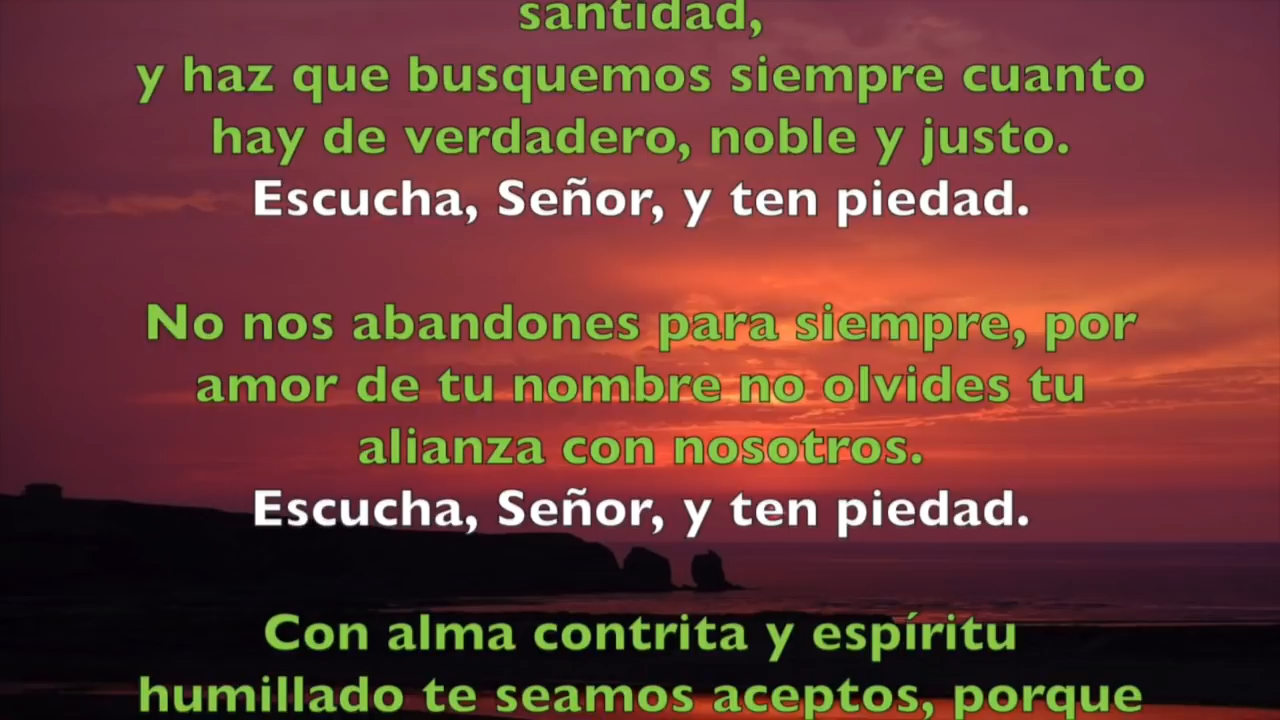 santidad,
y haz que busquemos siempre cuanto
hay de verdadero, noble y justo.
Escucha, Señor, y ten piedad.
No nos abandones para siempre, por
amor de tu nombre no olvides tu
alianza con nosotros.
Escucha, Señor, y ten piedad.
Con alma contrita y espíritu
humillado te seamos aceptos, porque